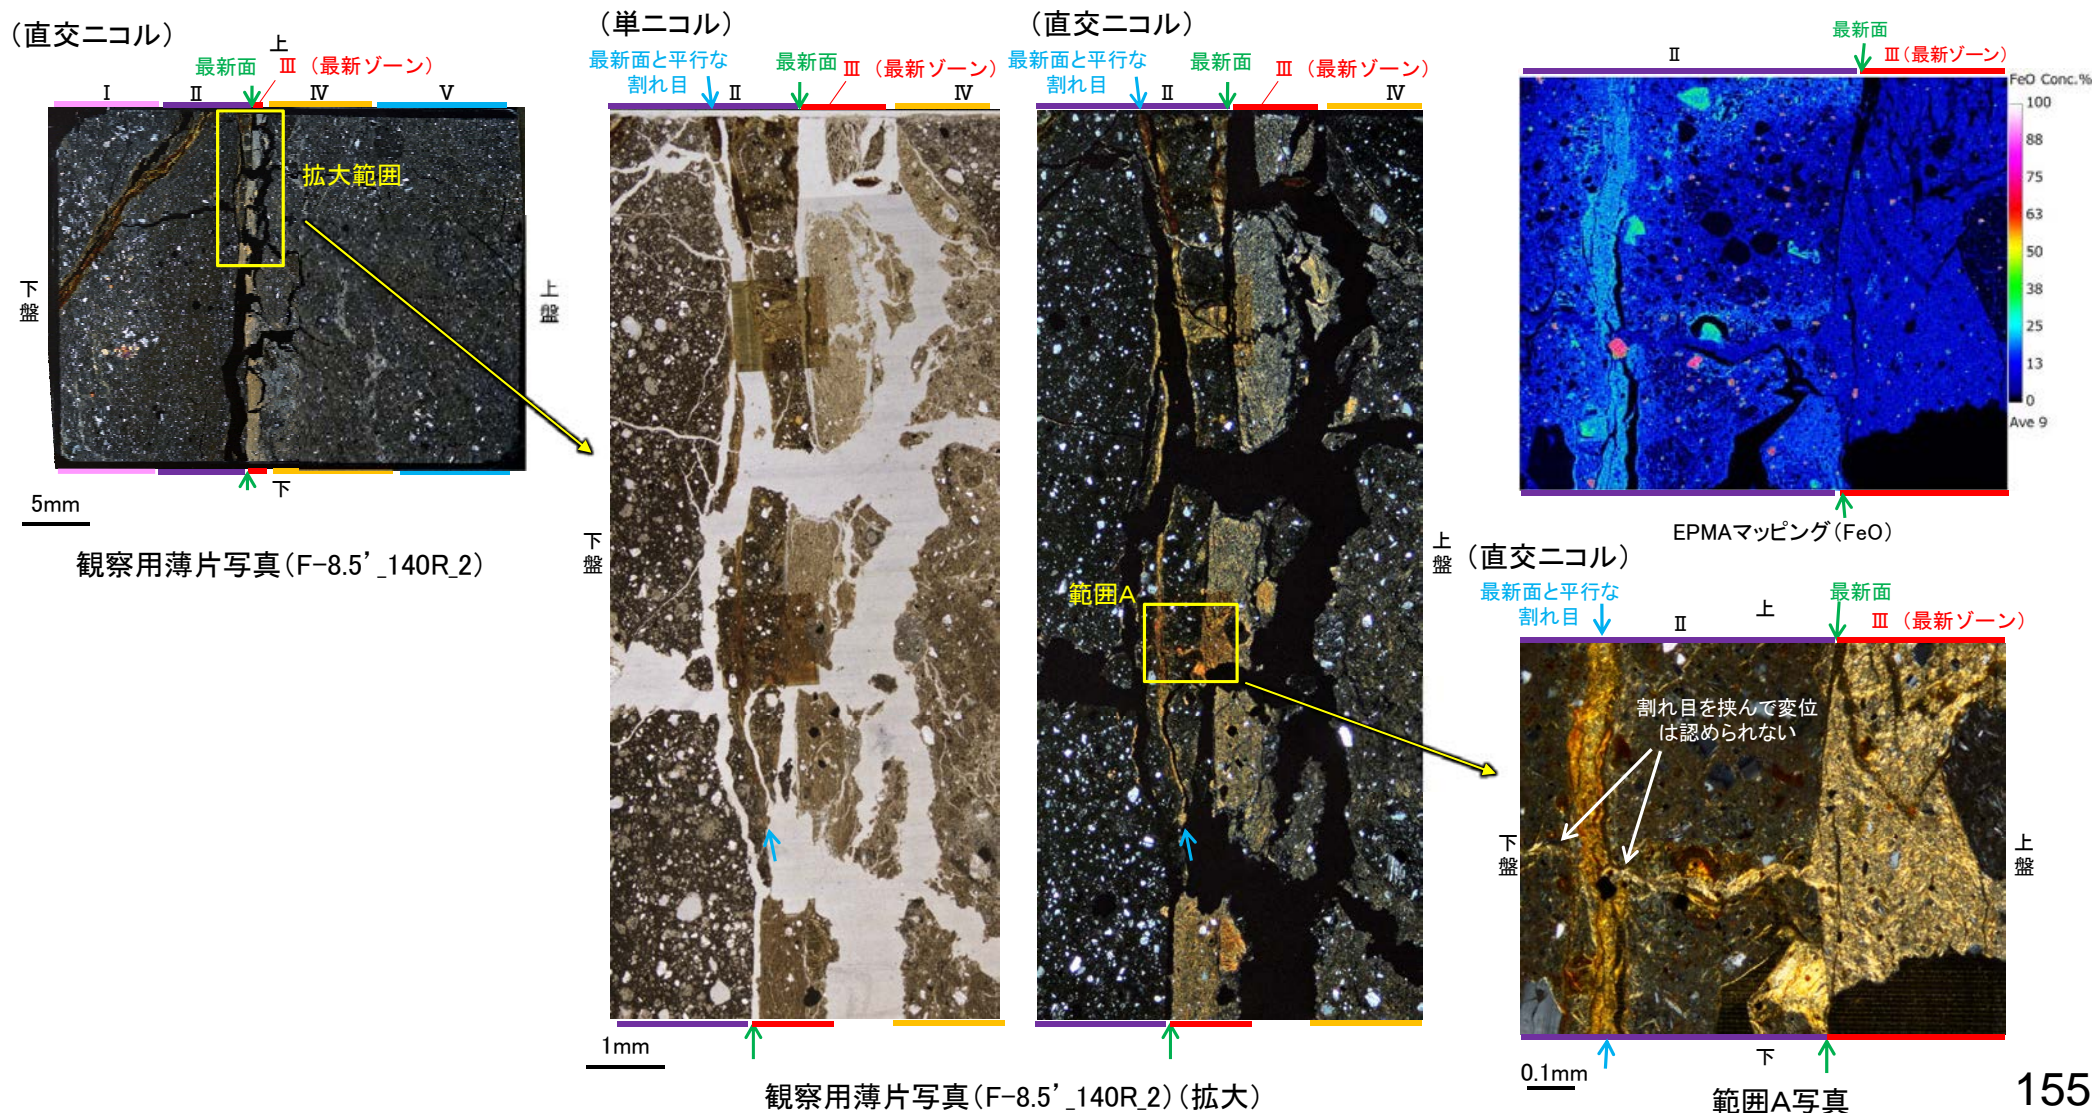 (直交ニコル)
上
最新面
Ⅲ (最新ゾーン)
Ⅰ
Ⅱ
Ⅳ
Ⅴ
拡大範囲
下盤
上盤
下
5mm
観察用薄片写真(F-8.5’_140R_2)
(単ニコル)
最新面と平行な
割れ目
最新面
Ⅲ (最新ゾーン)
Ⅱ
Ⅳ
下盤
1mm
(直交ニコル)
最新面と平行な
割れ目
最新面
Ⅲ (最新ゾーン)
Ⅱ
Ⅳ
範囲A
上盤
観察用薄片写真(F-8.5’_140R_2)(拡大)
最新面
Ⅱ
Ⅲ (最新ゾーン)
FeO Conc.%
100
88
75
63
50
38
25
13
0
Ave 9
EPMAマッピング(FeO)
(直交ニコル)
最新面と平行な
割れ目
上
最新面
Ⅱ
Ⅲ (最新ゾーン)
割れ目を挟んで変位
は認められない
下盤
上盤
下
0.1mm
範囲A写真
155